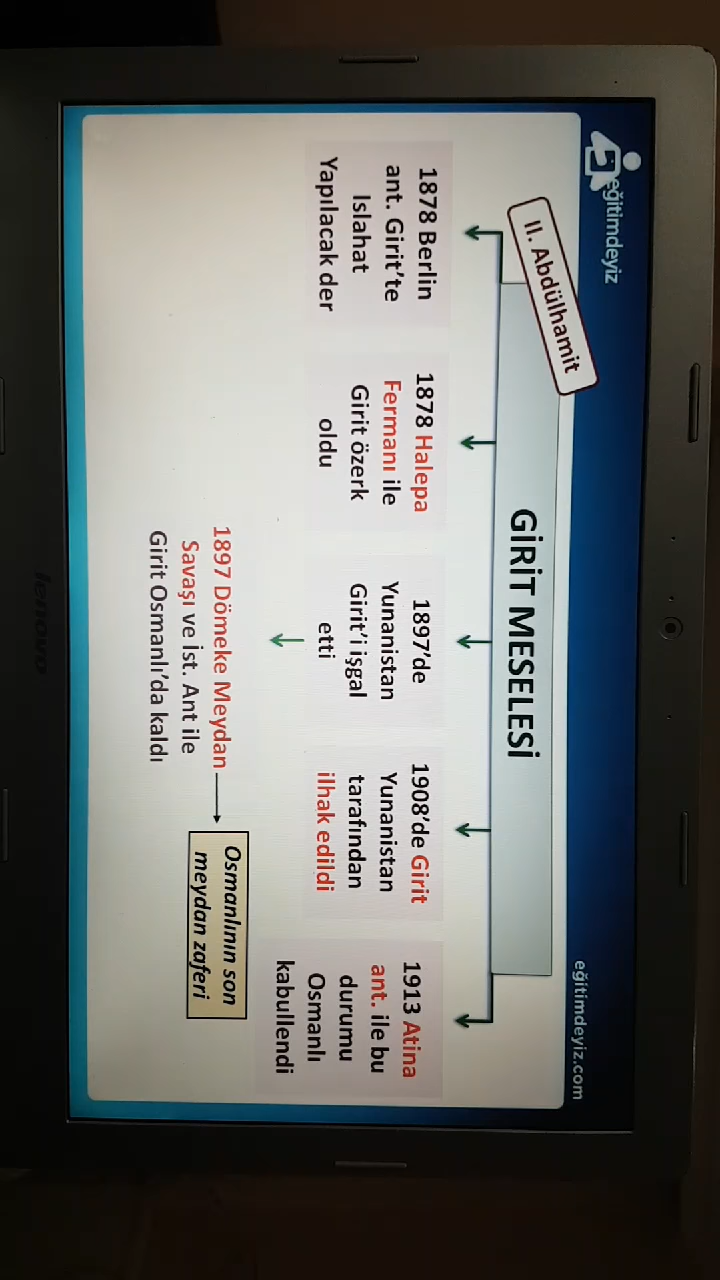 eğitimdeyiz
eğitimdeyiz.com
II. Abdülhamit
GİRİT MESELESİ
1878 Berlin
ant. Girit’te
Islahat
Yapılacak der
1878 Halepa
Fermanı ile
Girit özerk
oldu
1897’de
Yunanistan
Girit’i işgal
etti
1908’de Girit
Yunanistan
tarafından
ilhak edildi
1913 Atina
ant. ile bu
durumu
Osmanlı
kabullendi
1897 Dömeke Meydan
Savaşı ve İst. Ant ile
Girit Osmanlı’da kaldı
Osmanlının son
meydan zaferi
lenovo